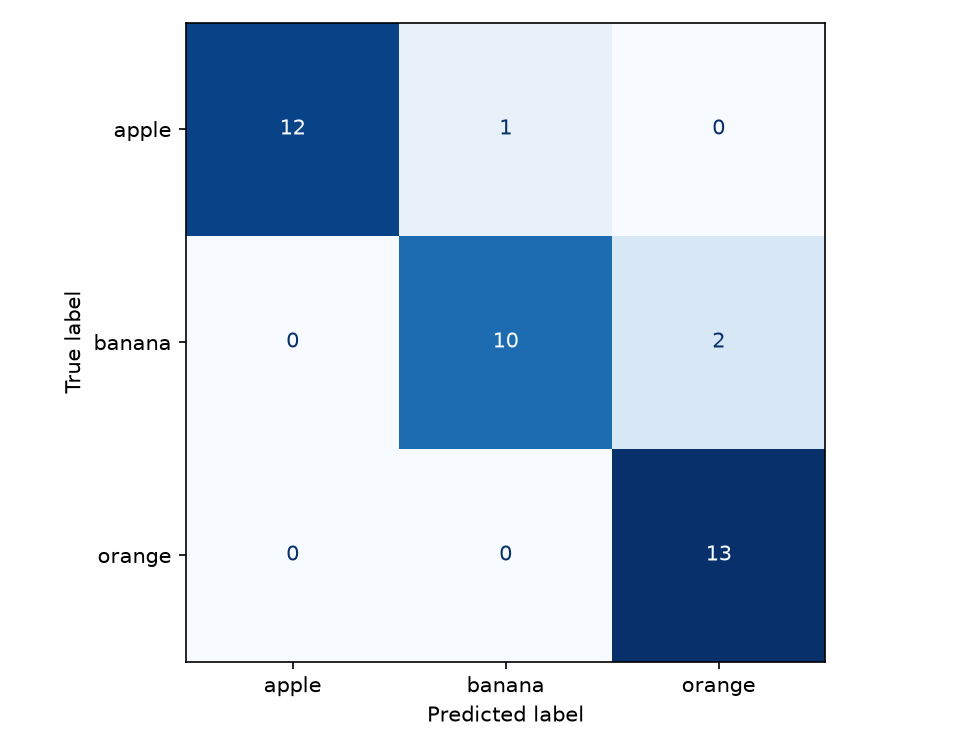 apple 12 1 0
banana 0 10 2
orange 0 0 13
apple banana orange
Predicted label
True label